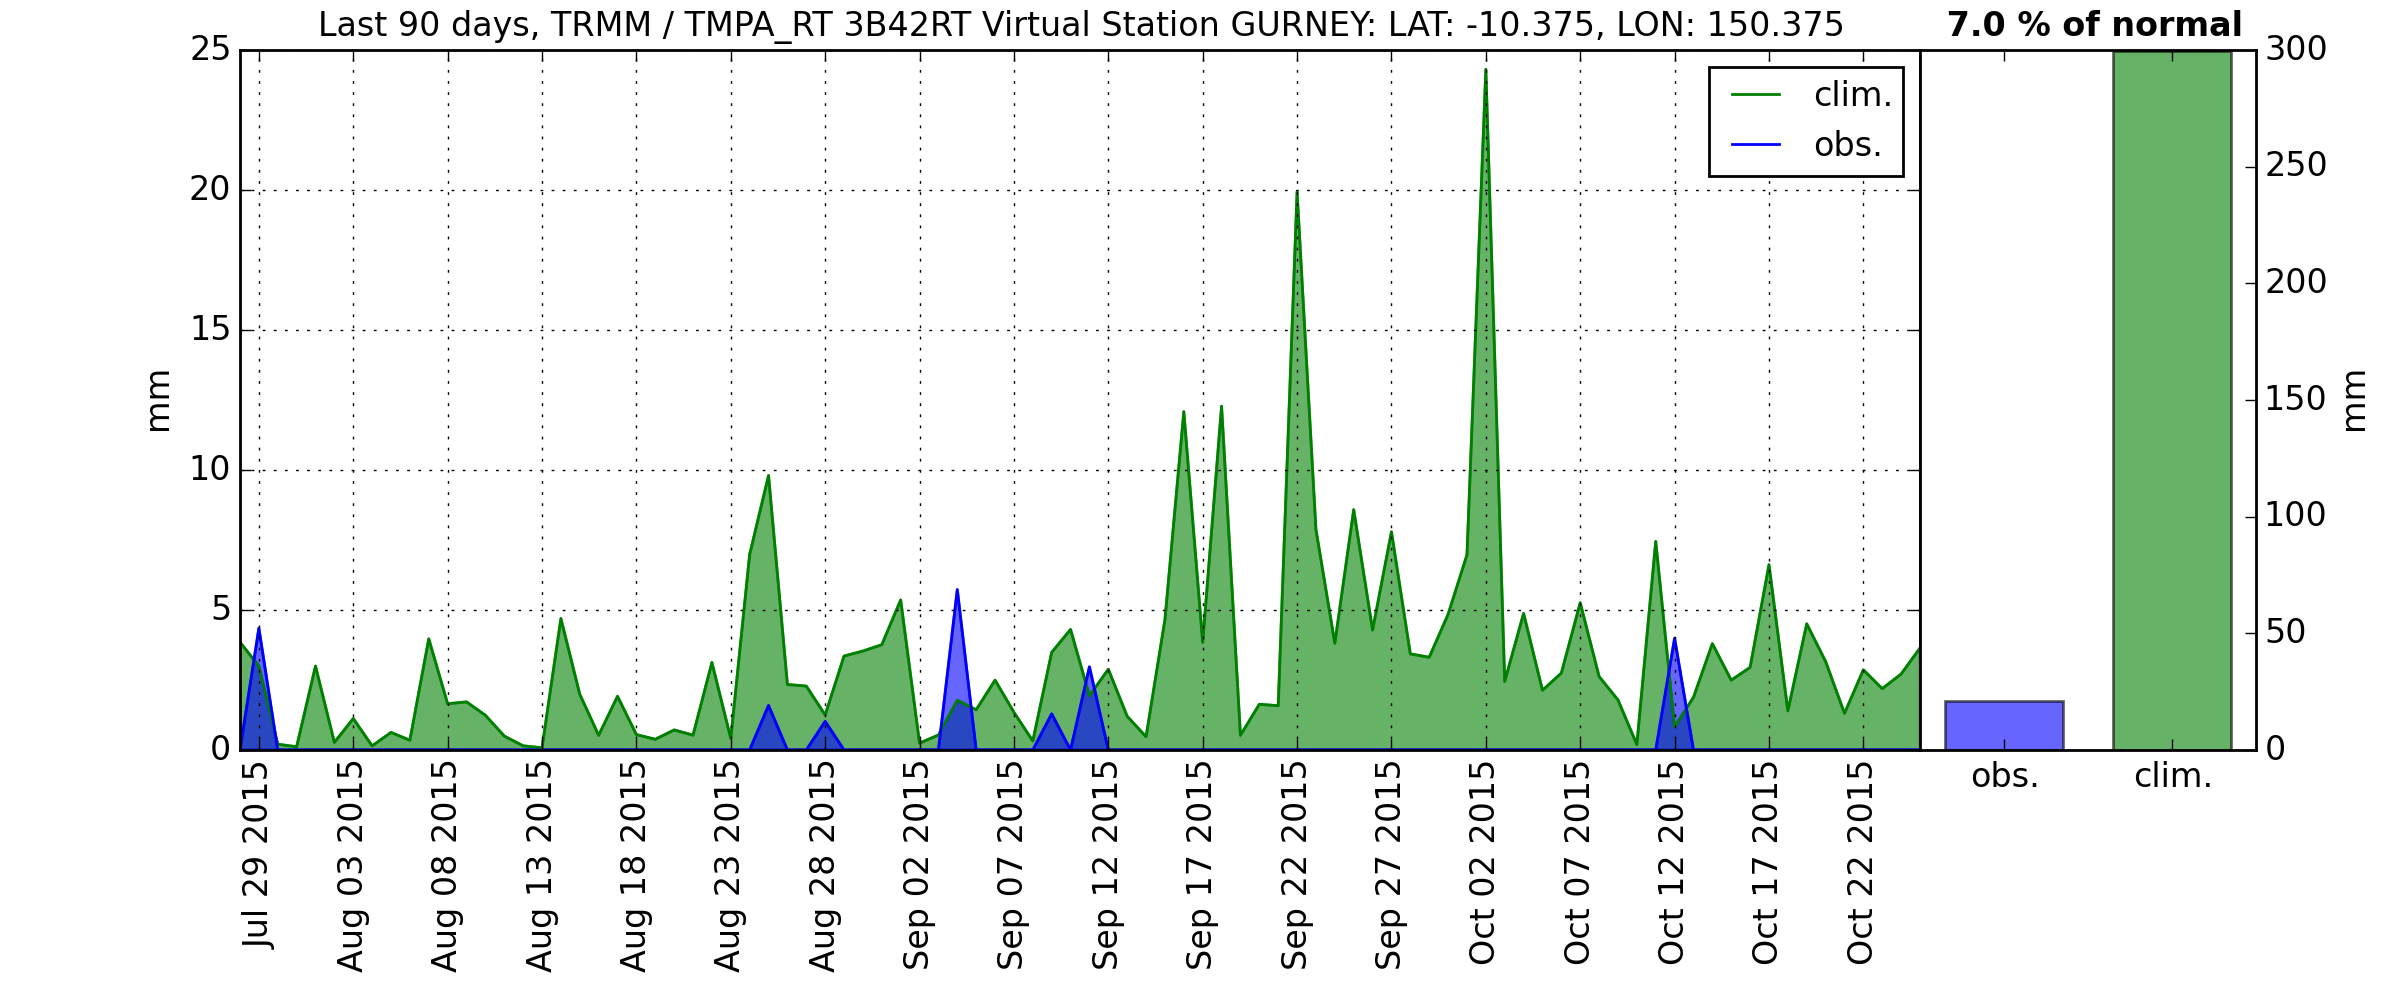 Last 90 days, TRMM / TMPA_RT 3B42RT Virtual Station GURNEY: LAT: -10.375, LON: 150.375
7.0 % of normal
25
20
15
10
5
0
mm
clim.
obs.
300
250
200
150
100
50
0
mm
obs.
clim.
Jul 29 2015
Aug 03 2015
Aug 08 2015
Aug 13 2015
Aug 18 2015
Aug 23 2015
Aug 28 2015
Sep 02 2015
Sep 07 2015
Sep 12 2015
Sep 17 2015
Sep 22 2015
Sep 27 2015
Oct 02 2015
Oct 07 2015
Oct 12 2015
Oct 17 2015
Oct 22 2015